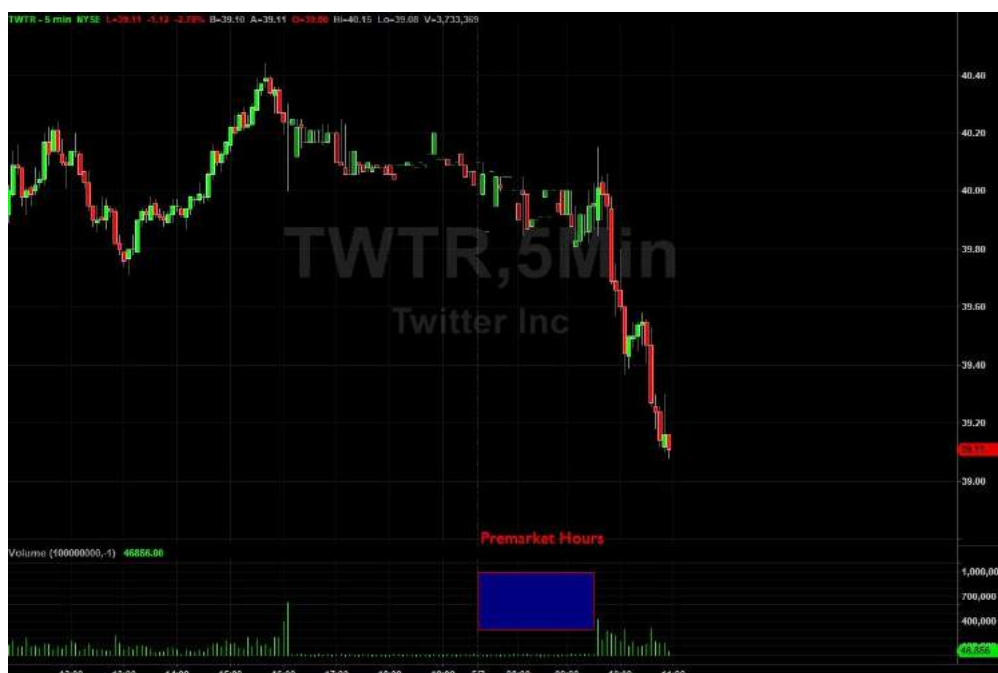 TWTR - 5 min NYSE L=39.11 -1.12 -2.78% B=39.10 A=39.11 Hi=40.15 Lo=39.08 V=3,733,369
40.40
40.20
40.00
39.80
TWTR,5Min
39.60
Twitter Inc
39.40
39.20
39.11
39.00
Premarket Hours
Volume (100000000,-1) 46856.00
1,000,00
700,000
400,000
46,856